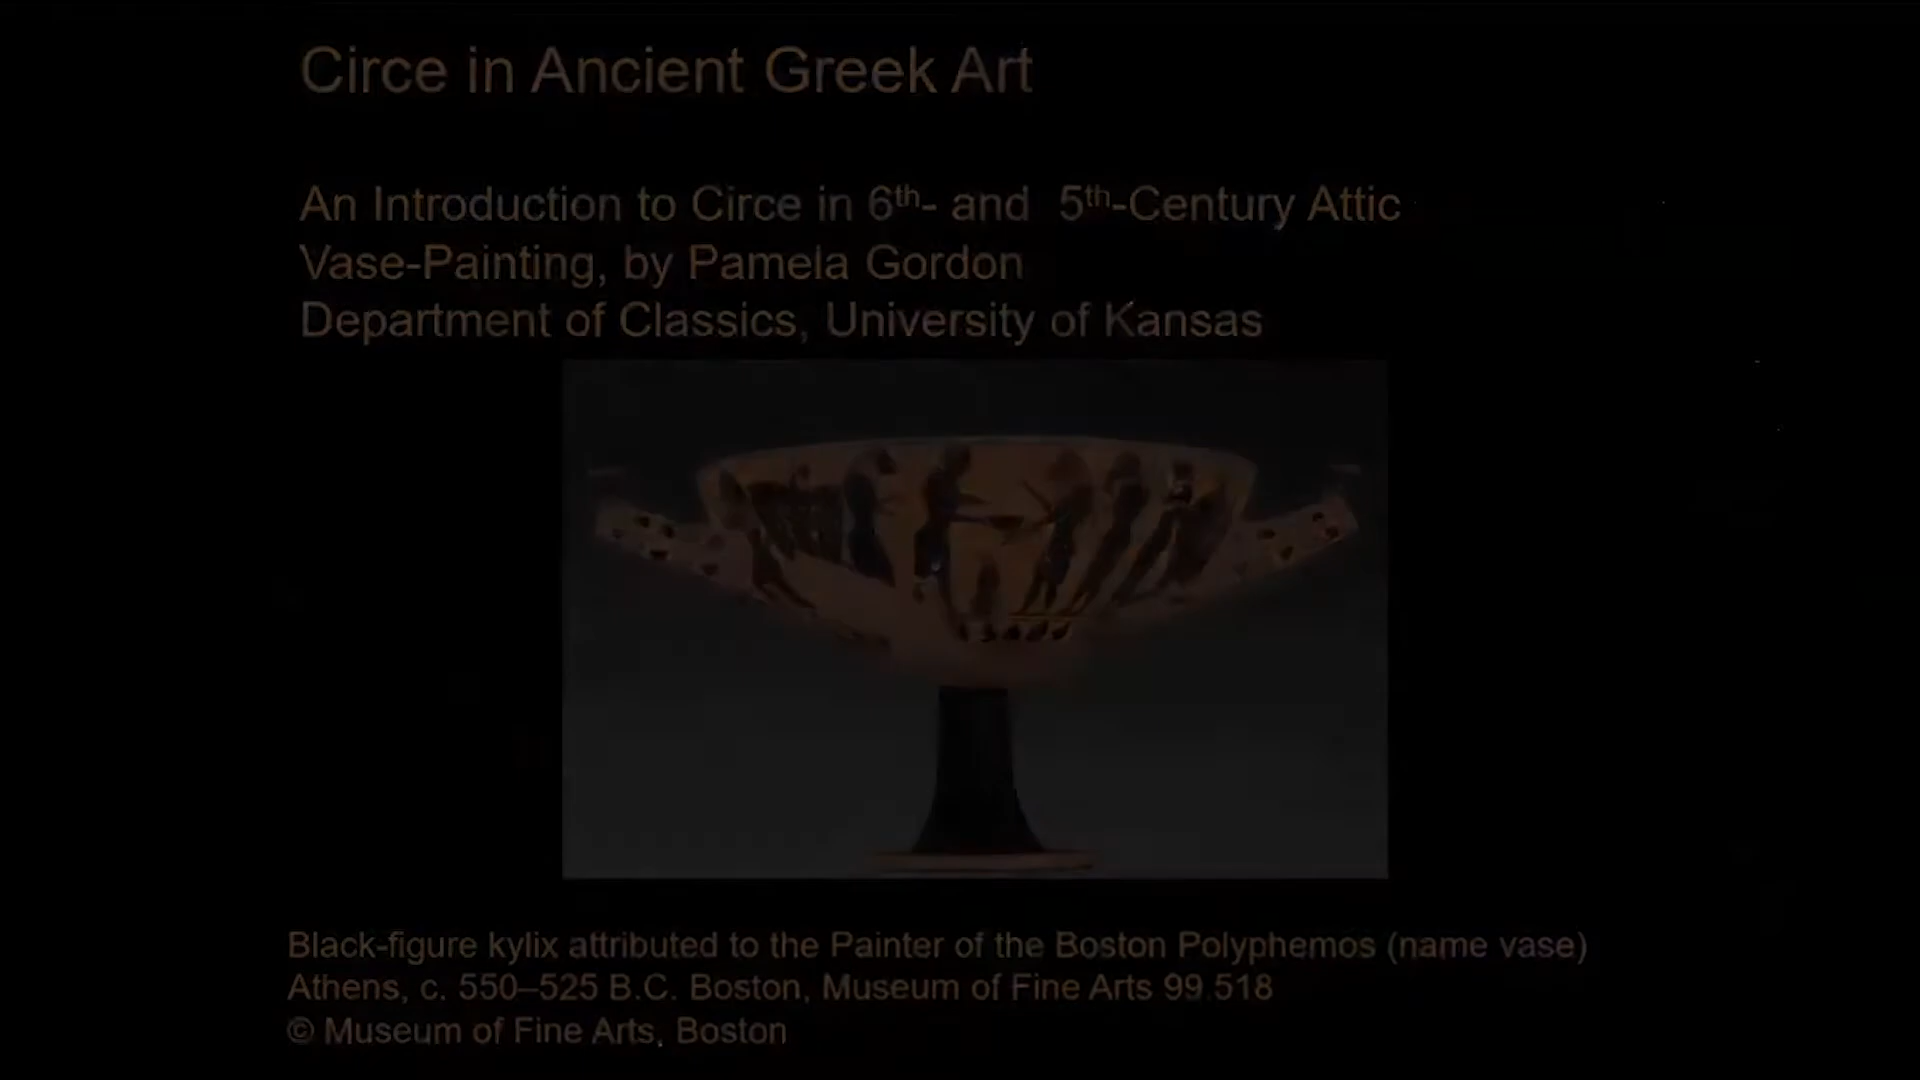 Circe in Ancient Greek Art
An Introduction to Circe in 6th- and 5th-Century Attic
Vase-Painting, by Pamela Gordon
Department of Classics, University of Kansas
Black-figure kylix attributed to the Painter of the Boston Polyphemos (name vase)
Athens, c. 550–525 B.C. Boston, Museum of Fine Arts 99.518
© Museum of Fine Arts, Boston